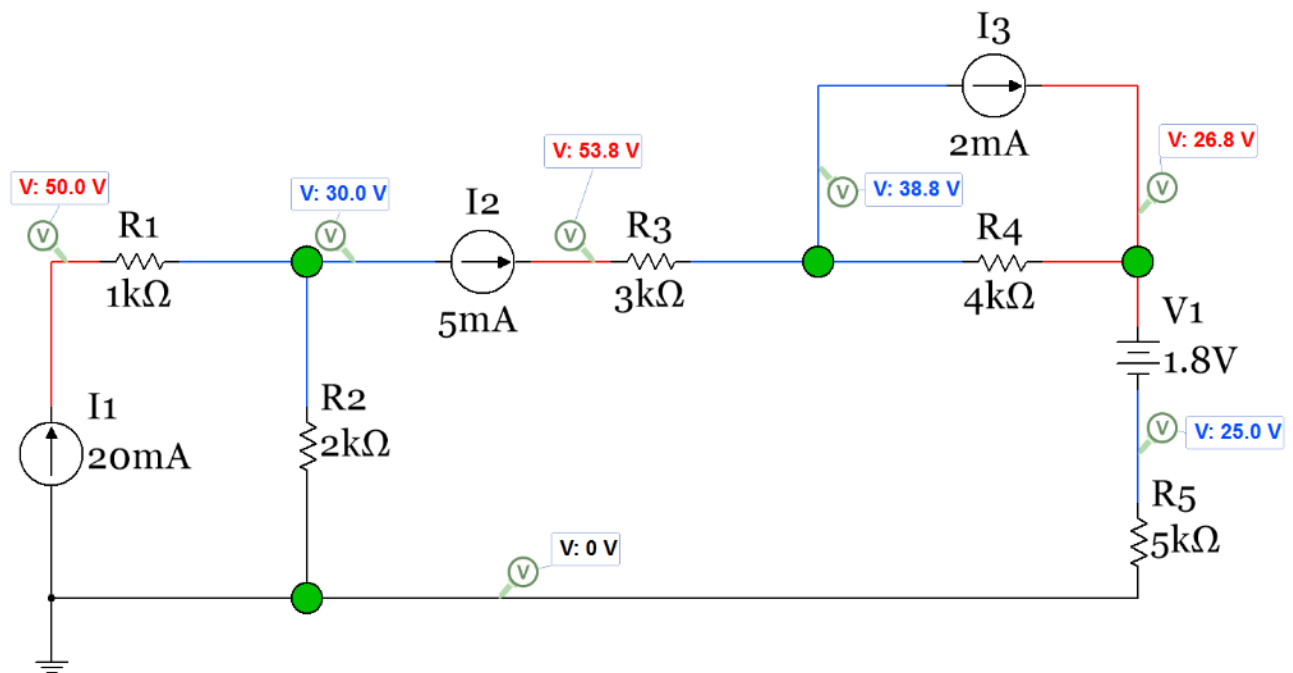 I3
2mA
V: 26.8 V
V: 53.8 V
V: 50.0 V
V: 30.0 V
V: 38.8 V
V
V
V
V
V
R1
1kΩ
I2
5mA
R3
3kΩ
R4
4kΩ
V1
1.8V
I1
20mA
R2
2kΩ
V
V: 25.0 V
R5
5kΩ
V: 0 V
V